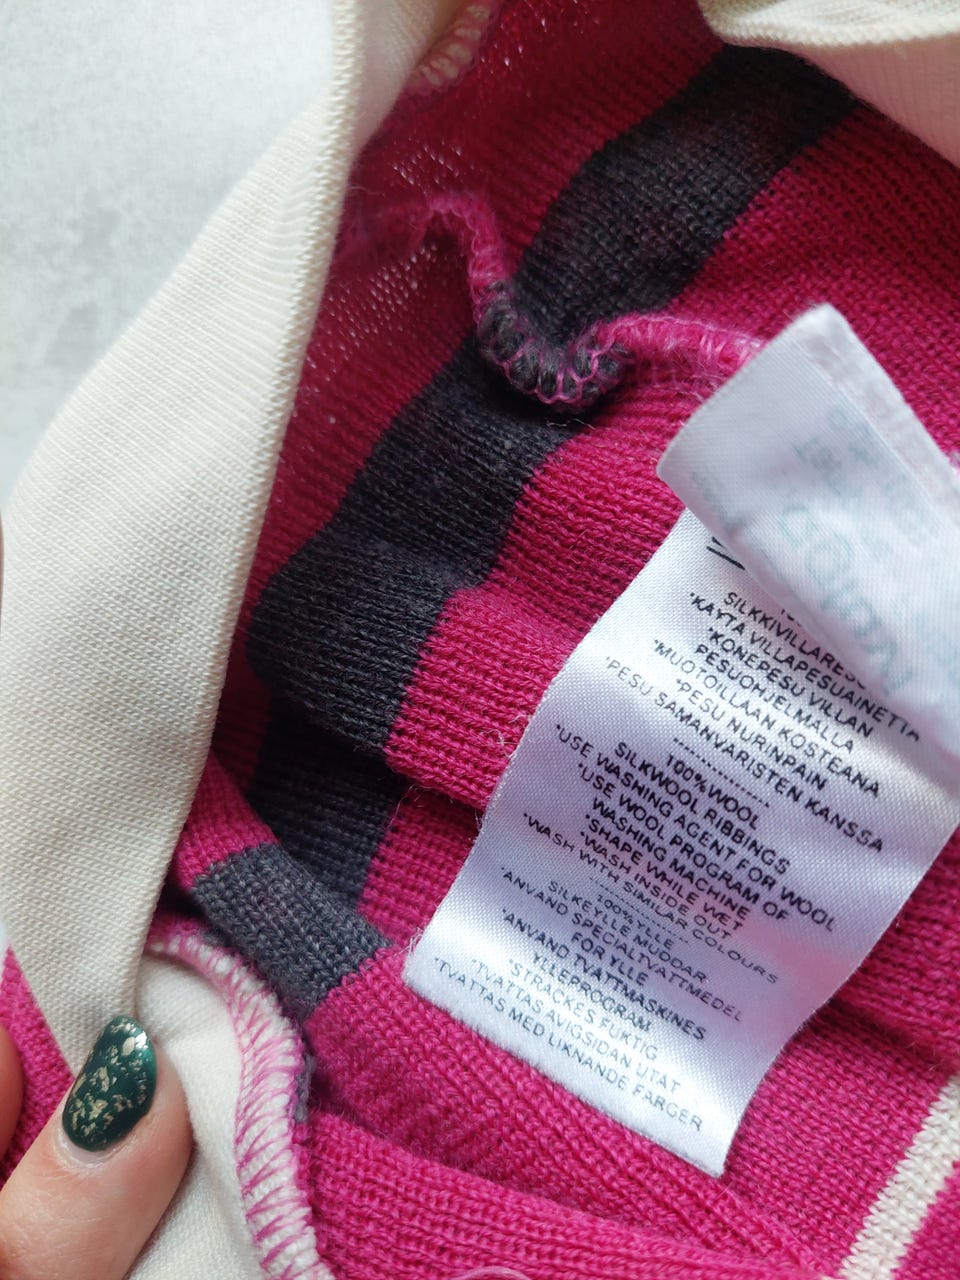 SILKKIVILLARESO
*KÄYTÄ VILLAPESUAINETTA
*KONEPESU VILLAN
PESUOHJELMALLA
*MUOTOILLAAN KOSTEANA
*PESU NURINPÄIN
*PESU SAMANVÄRISTEN KANSSA
------------
100%WOOL
SILKWOOL RIBBINGS
*USE WASHING AGENT FOR WOOL
*USE WOOL PROGRAM OF
WASHING MACHINE
*SHAPE WHILE WET
*WASH INSIDE OUT
*WASH WITH SIMILAR COLOURS
------------
100%YLLE
SILKEYLLE MUDDAR
*ANVÄND SPECIALTVÄTTMEDEL
FÖR YLLE
*ANVÄND TVÄTTMASKINES
YLLEPROGRAM
*STRÄCKES FUKTIG
*TVÄTTAS AVIGSIDAN UTÅT
*TVÄTTAS MED LIKNANDE FÄRGER